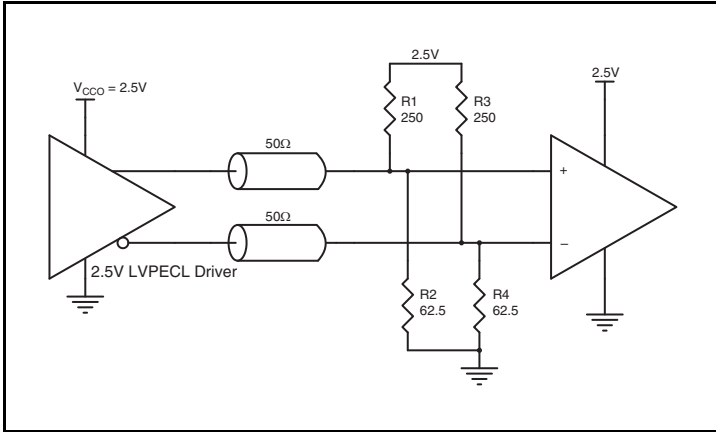 2.5V
V_CCO = 2.5V
2.5V
R1
250
R3
250
50Ω
+
50Ω
−
2.5V LVPECL Driver
R2
62.5
R4
62.5